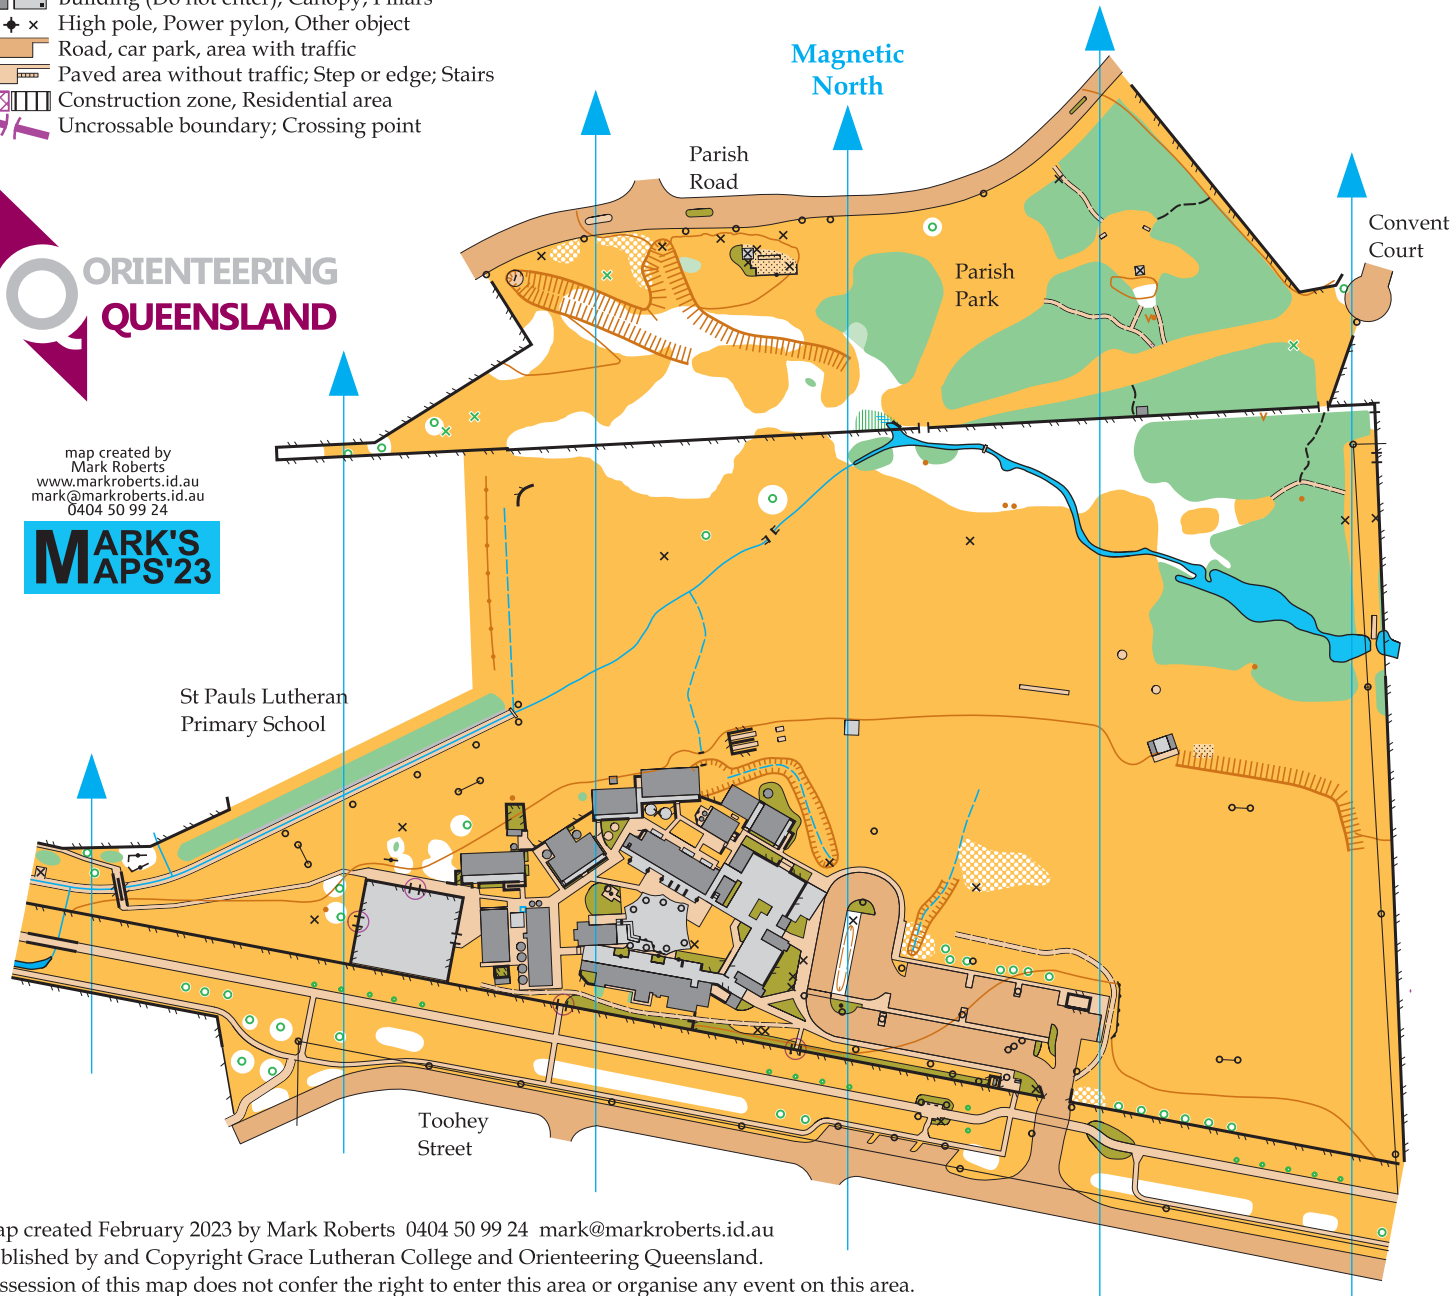 Building (Do not enter), Canopy, Pillars
High pole, Power pylon, Other object
Road, car park, area with traffic
Paved area without traffic; Step or edge; Stairs
Construction zone, Residential area
Uncrossable boundary; Crossing point
Magnetic
North
Parish
Road
Convent
Court
Parish
Park
ORIENTEERING
QUEENSLAND
map created by
Mark Roberts
www.markroberts.id.au
mark@markroberts.id.au
0404 50 99 24
MARK'S
MAPS'23
St Pauls Lutheran
Primary School
Toohey
Street
ap created February 2023 by Mark Roberts 0404 50 99 24 mark@markroberts.id.au
blished by and Copyright Grace Lutheran College and Orienteering Queensland.
ssession of this map does not confer the right to enter this area or organise any event on this area.